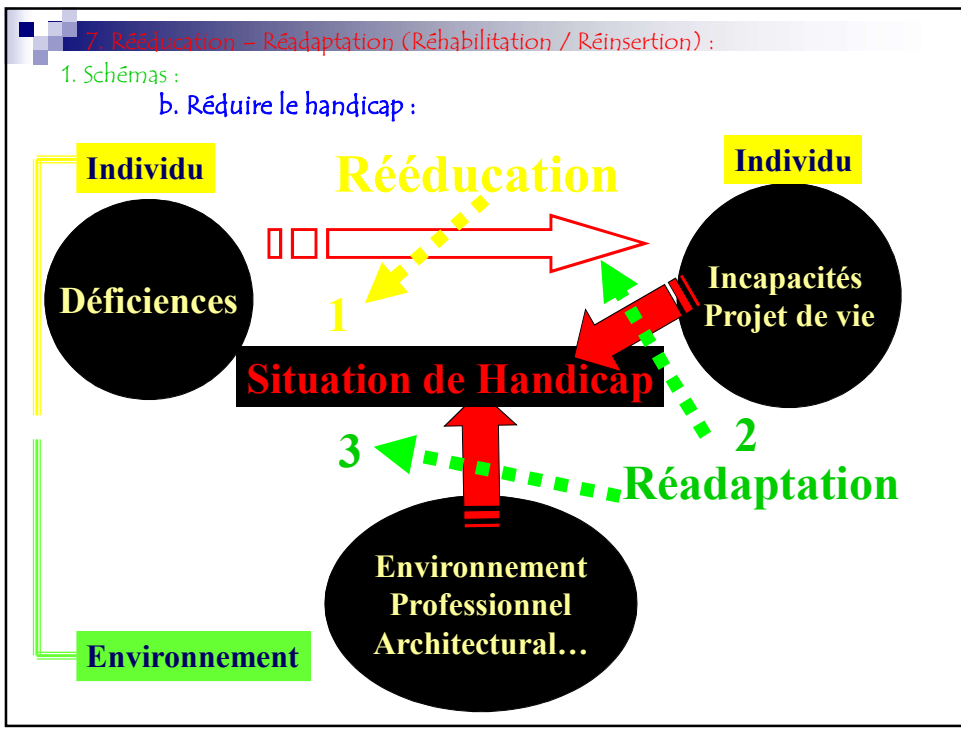 7. Rééducation – Réadaptation (Réhabilitation / Réinsertion) :
1. Schémas :
b. Réduire le handicap :
Individu
Rééducation
Individu
Déficiences
1
Incapacités
Projet de vie
Situation de Handicap
2
3
Réadaptation
Environnement
Professionnel
Architectural…
Environnement